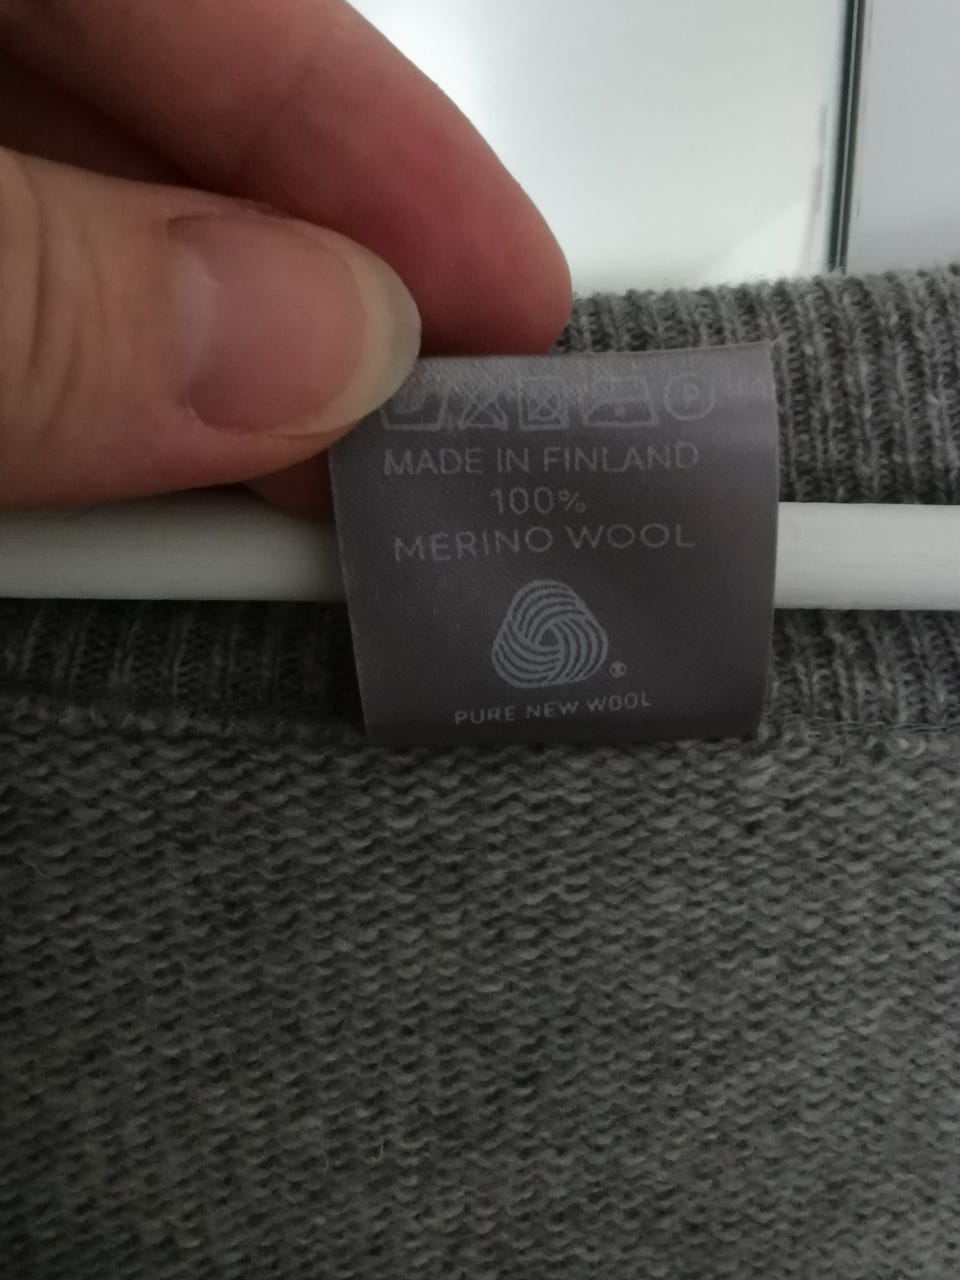 P
MADE IN FINLAND
100%
MERINO WOOL
PURE NEW WOOL